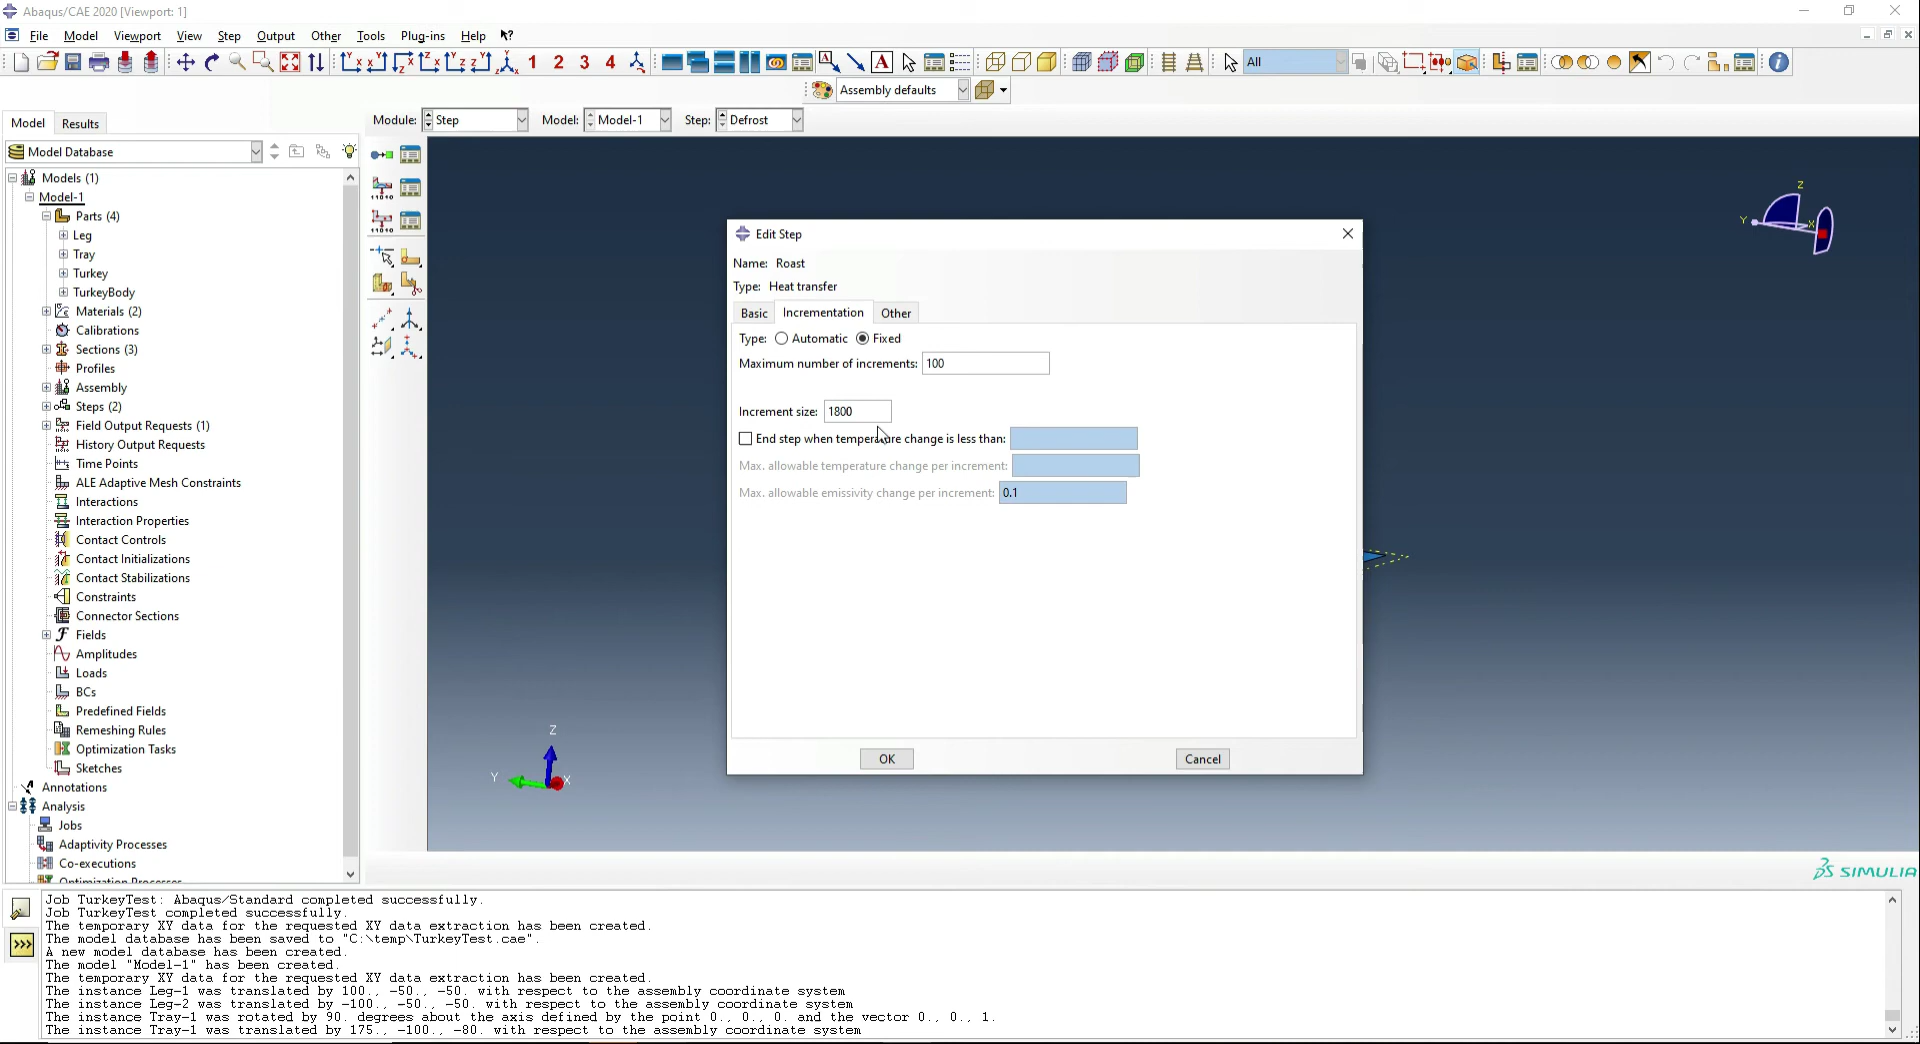 Abaqus/CAE 2020 [Viewport: 1]
File Model Viewport View Step Output Other Tools Plug-ins Help
1 2 3 4 All
Assembly defaults
Model Results
Module: Step Model: Model-1 Step: Defrost
Model Database
Models (1)
Model-1
Parts (4)
Leg
Tray
Turkey
TurkeyBody
Materials (2)
Calibrations
Sections (3)
Profiles
Assembly
Steps (2)
Field Output Requests (1)
History Output Requests
Time Points
ALE Adaptive Mesh Constraints
Interactions
Interaction Properties
Contact Controls
Contact Initializations
Contact Stabilizations
Constraints
Connector Sections
Fields
Amplitudes
Loads
BCs
Predefined Fields
Remeshing Rules
Optimization Tasks
Sketches
Annotations
Analysis
Jobs
Adaptivity Processes
Co-executions
Optimization Processes
Edit Step
Name: Roast
Type: Heat transfer
Basic Incrementation Other
Type: Automatic Fixed
Maximum number of increments: 100
Increment size: 1800
End step when temperature change is less than:
Max. allowable temperature change per increment:
Max. allowable emissivity change per increment: 0.1
OK Cancel
Z
Y
X
Z
Y
X
SIMULIA
Job TurkeyTest: Abaqus/Standard completed successfully.
Job TurkeyTest completed successfully.
The temporary XY data for the requested XY data extraction has been created.
The model database has been saved to "C:\temp\TurkeyTest.cae".
A new model database has been created.
The model "Model-1" has been created.
The temporary XY data for the requested XY data extraction has been created.
The instance Leg-1 was translated by 100., -50., -50. with respect to the assembly coordinate system
The instance Leg-2 was translated by -100., -50., -50. with respect to the assembly coordinate system
The instance Tray-1 was rotated by 90. degrees about the axis defined by the point 0., 0., 0. and the vector 0., 0., 1.
The instance Tray-1 was translated by 175., -100., -80. with respect to the assembly coordinate system